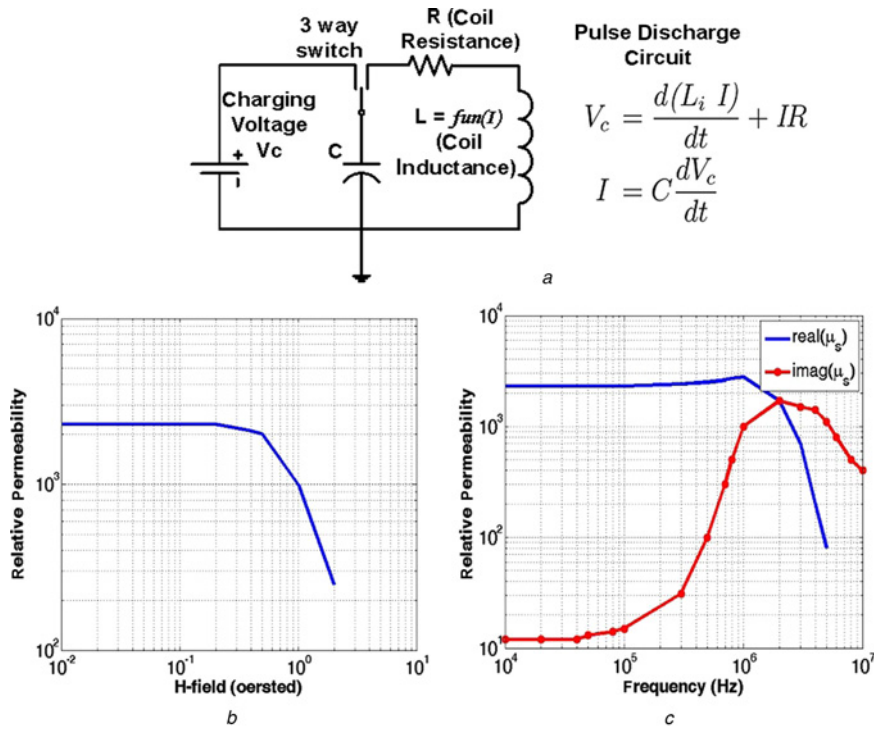 3 way
switch
R (Coil
Resistance)
Pulse Discharge
Circuit
Charging
Voltage
Vc
+
C
L = fun(I)
(Coil
Inductance)
V_c = \frac{d(L_i I)}{dt} + IR
I = C \frac{dV_c}{dt}
a
Relative Permeability
10^4
10^3
10^2
10^-2
10^-1
10^0
10^1
H-field (oersted)
b
Relative Permeability
10^4
10^3
10^2
10^1
10^4
10^5
10^6
10^7
Frequency (Hz)
real(μ_s)
imag(μ_s)
c